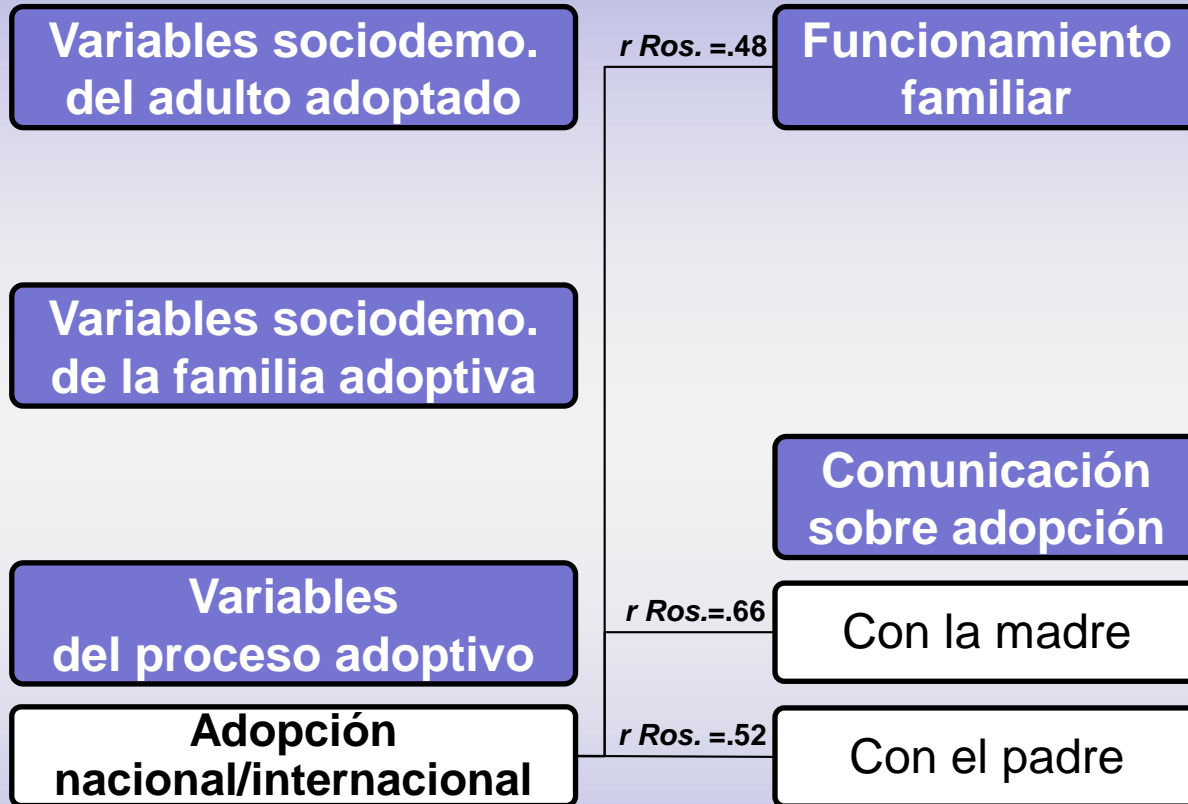 Variables sociodemo.
del adulto adoptado
r Ros. =.48
Funcionamiento
familiar
Variables sociodemo.
de la familia adoptiva
Comunicación
sobre adopción
Variables
del proceso adoptivo
r Ros.=.66
Con la madre
Adopción
nacional/internacional
r Ros. =.52
Con el padre